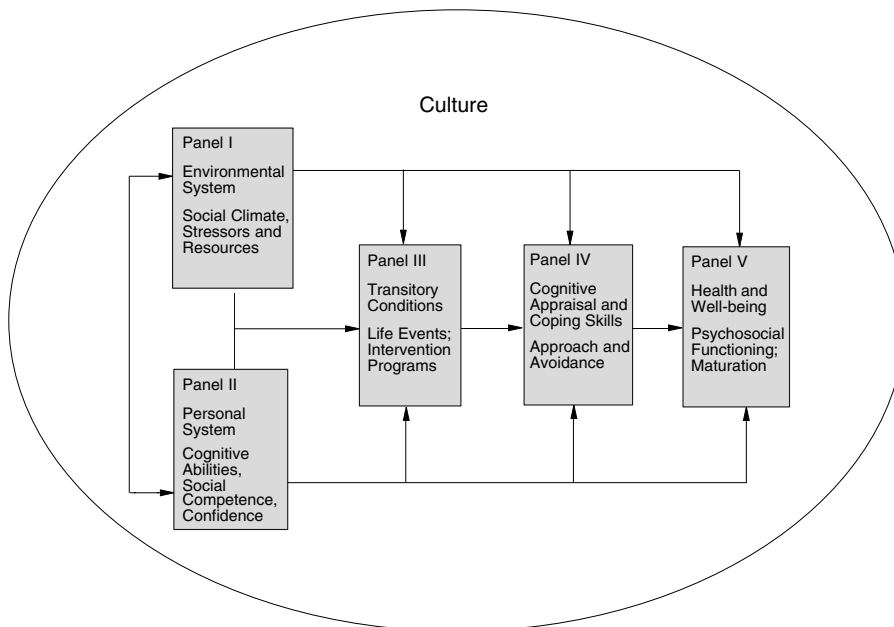 Culture
Panel I
Environmental
System
Social Climate,
Stressors and
Resources
Panel II
Personal
System
Cognitive
Abilities,
Social
Competence,
Confidence
Panel III
Transitory
Conditions
Life Events;
Intervention
Programs
Panel IV
Cognitive
Appraisal and
Coping Skills
Approach and
Avoidance
Panel V
Health and
Well-being
Psychosocial
Functioning;
Maturation